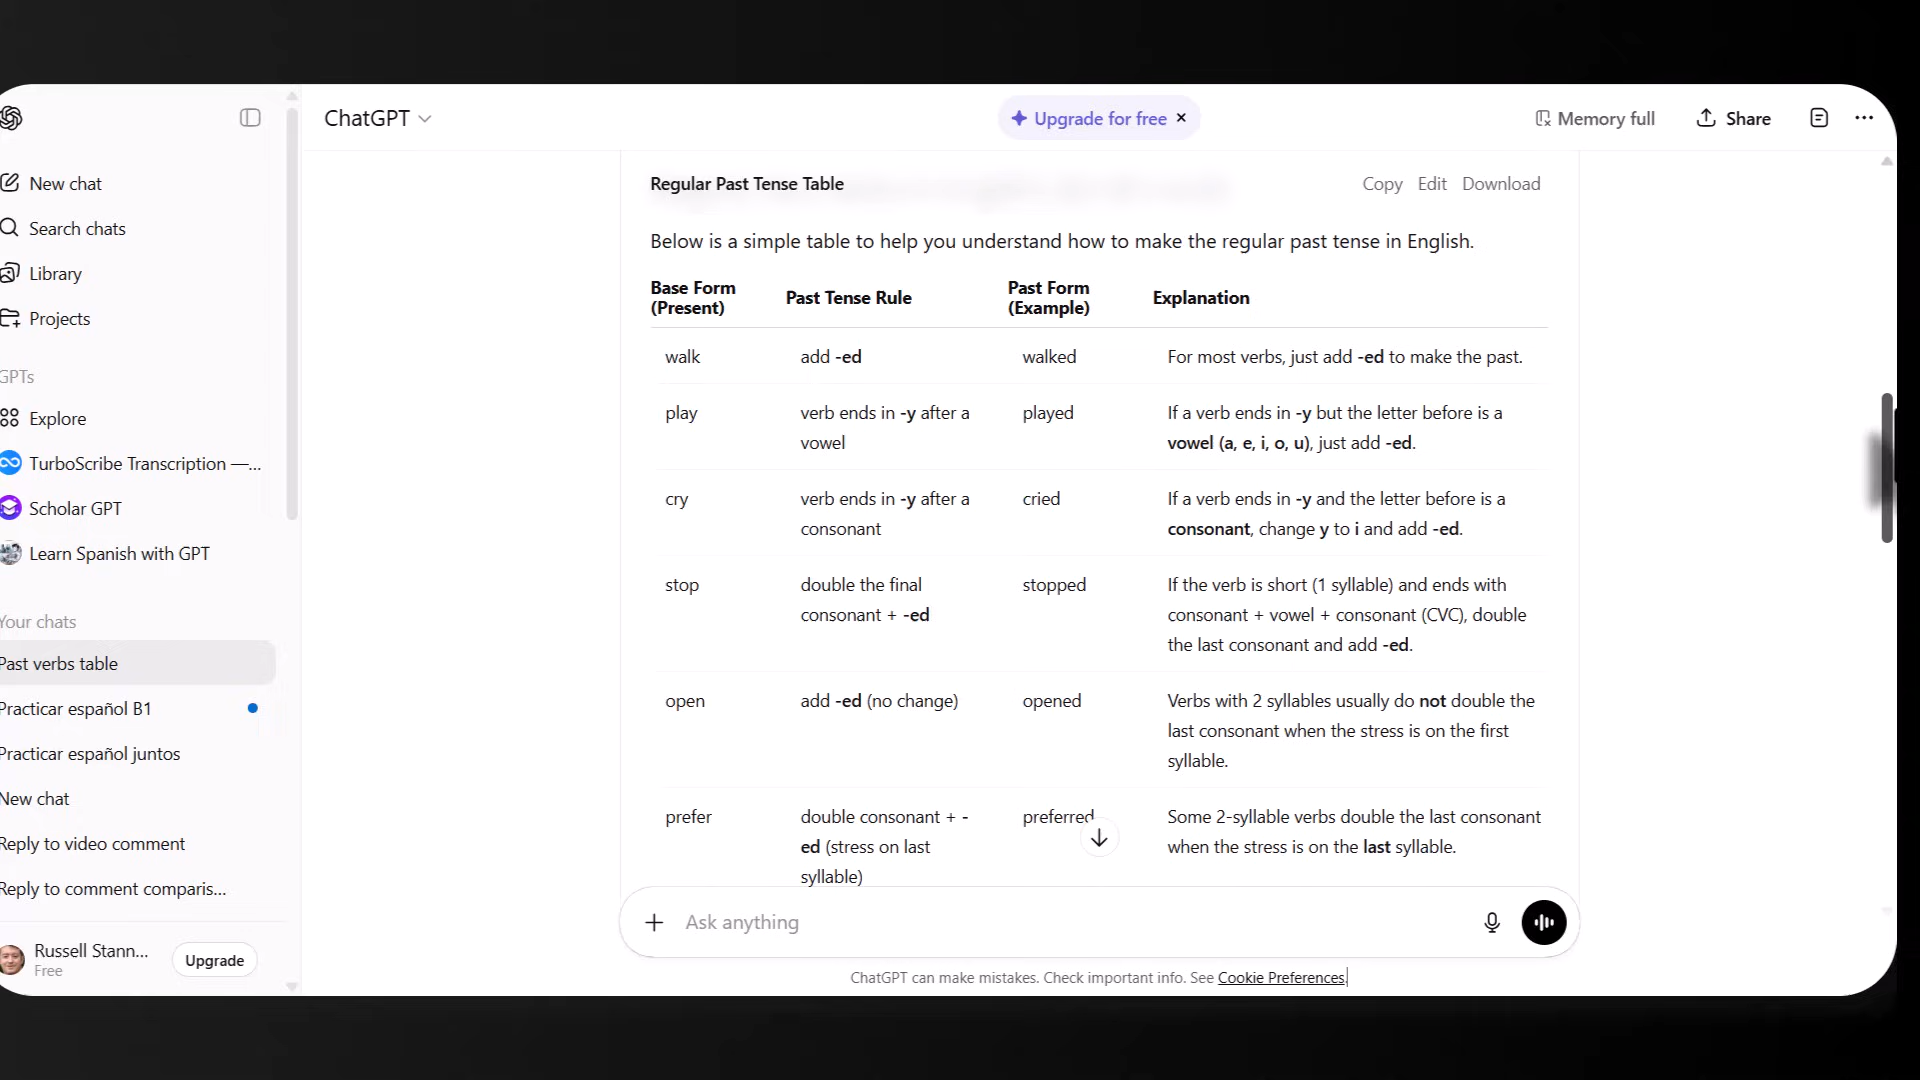 ChatGPT
Upgrade for free
Memory full
Share
New chat
Search chats
Library
Projects
GPTs
Explore
TurboScribe Transcription —...
Scholar GPT
Learn Spanish with GPT
Your chats
Past verbs table
Practicar español B1
Practicar español juntos
New chat
Reply to video comment
Reply to comment comparis...
Russell Stann...
Free
Upgrade
Regular Past Tense Table
Copy Edit Download
Below is a simple table to help you understand how to make the regular past tense in English.
Base Form (Present) Past Tense Rule Past Form (Example) Explanation
walk add -ed walked For most verbs, just add -ed to make the past.
play verb ends in -y after a vowel played If a verb ends in -y but the letter before is a vowel (a, e, i, o, u), just add -ed.
cry verb ends in -y after a consonant cried If a verb ends in -y and the letter before is a consonant, change y to i and add -ed.
stop double the final consonant + -ed stopped If the verb is short (1 syllable) and ends with consonant + vowel + consonant (CVC), double the last consonant and add -ed.
open add -ed (no change) opened Verbs with 2 syllables usually do not double the last consonant when the stress is on the first syllable.
prefer double consonant + -ed (stress on last syllable) preferred Some 2-syllable verbs double the last consonant when the stress is on the last syllable.
Ask anything
ChatGPT can make mistakes. Check important info. See Cookie Preferences.